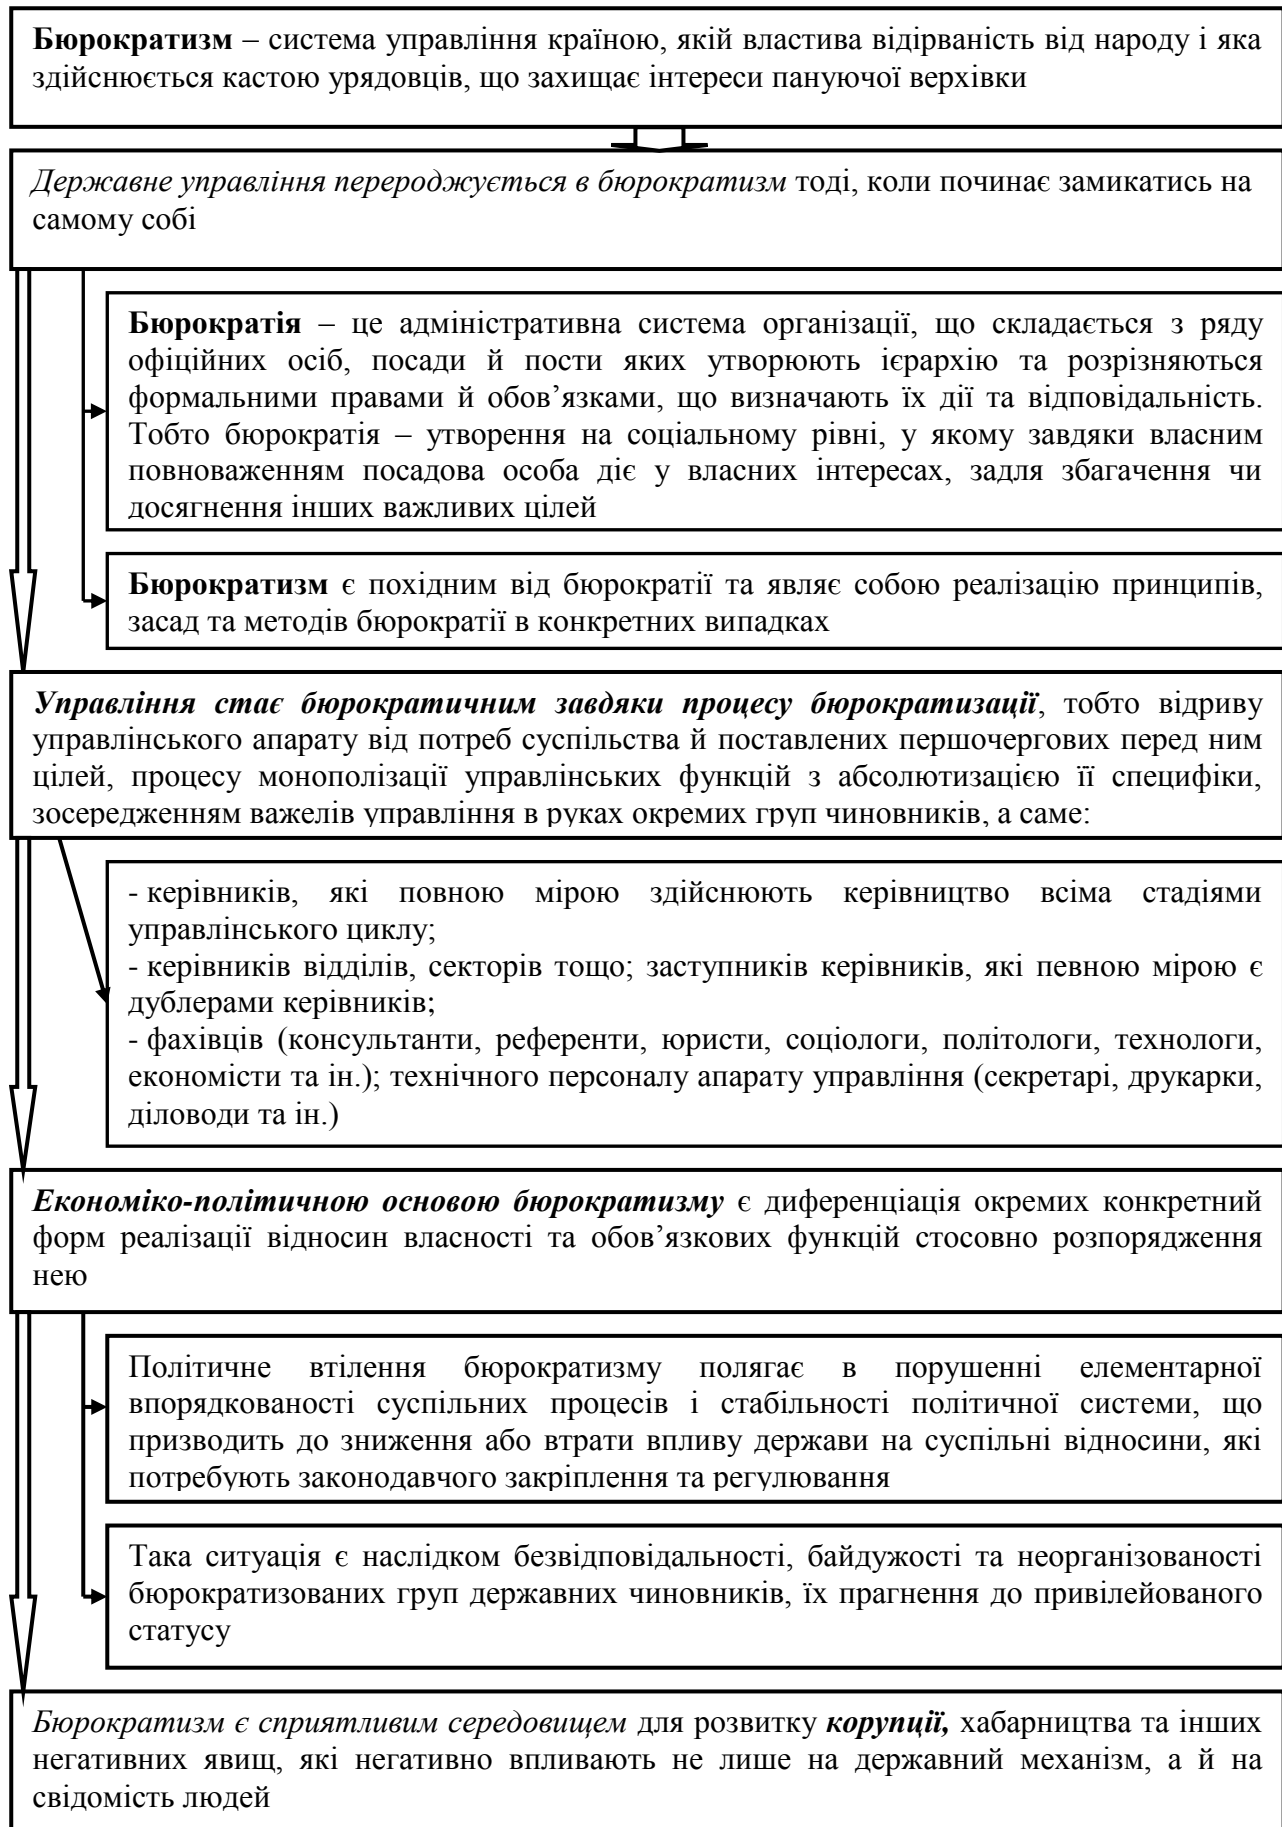 Бюрократизм – система управління країною, якій властива відірваність від народу і яка
здійснюється кастою урядовців, що захищає інтереси пануючої верхівки
Державне управління перероджується в бюрократизм тоді, коли починає замикатись на
самому собі
Бюрократія – це адміністративна система організації, що складається з ряду
офіційних осіб, посади й пости яких утворюють ієрархію та розрізняються
формальними правами й обов’язками, що визначають їх дії та відповідальність.
Тобто бюрократія – утворення на соціальному рівні, у якому завдяки власним
повноваженням посадова особа діє у власних інтересах, задля збагачення чи
досягнення інших важливих цілей
Бюрократизм є похідним від бюрократії та являє собою реалізацію принципів,
засад та методів бюрократії в конкретних випадках
Управління стає бюрократичним завдяки процесу бюрократизації, тобто відриву
управлінського апарату від потреб суспільства й поставлених першочергових перед ним
цілей, процесу монополізації управлінських функцій з абсолютизацією її специфіки,
зосередженням важелів управління в руках окремих груп чиновників, а саме:
- керівників, які повною мірою здійснюють керівництво всіма стадіями
управлінського циклу;
- керівників відділів, секторів тощо; заступників керівників, які певною мірою є
дублерами керівників;
- фахівців (консультанти, референти, юристи, соціологи, політологи, технологи,
економісти та ін.); технічного персоналу апарату управління (секретарі, друкарки,
діловоди та ін.)
Економіко-політичною основою бюрократизму є диференціація окремих конкретний
форм реалізації відносин власності та обов’язкових функцій стосовно розпорядження
нею
Політичне втілення бюрократизму полягає в порушенні елементарної
впорядкованості суспільних процесів і стабільності політичної системи, що
призводить до зниження або втрати впливу держави на суспільні відносини, які
потребують законодавчого закріплення та регулювання
Така ситуація є наслідком безвідповідальності, байдужості та неорганізованості
бюрократизованих груп державних чиновників, їх прагнення до привілейованого
статусу
Бюрократизм є сприятливим середовищем для розвитку корупції, хабарництва та інших
негативних явищ, які негативно впливають не лише на державний механізм, а й на
свідомість людей